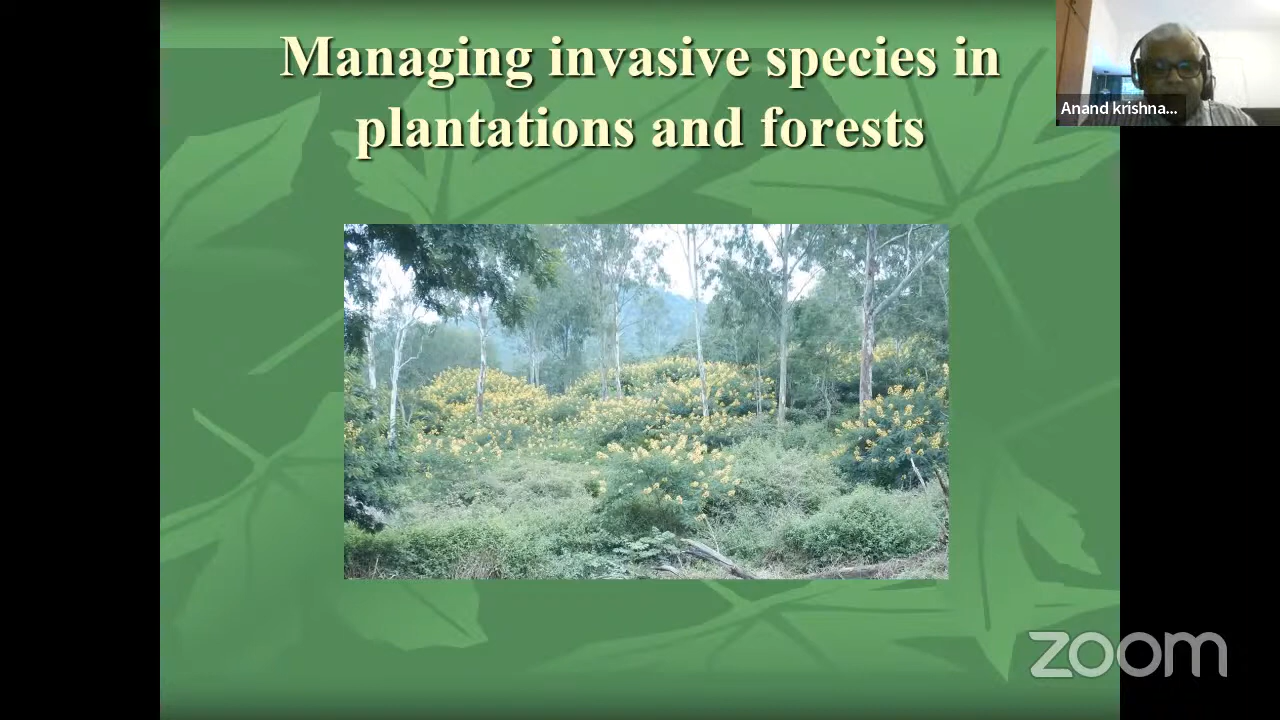 Managing invasive species in
plantations and forests
Anand krishna...
zoom